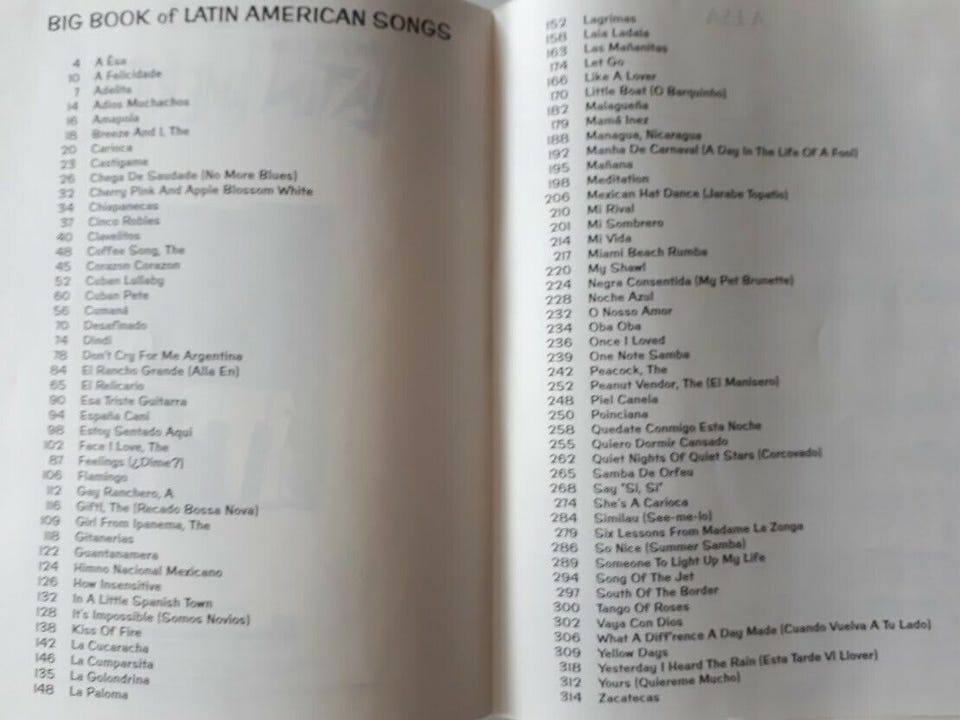 BIG BOOK of LATIN AMERICAN SONGS
4 A Ésa
10 A Felicidade
7 Adelita
14 Adios Muchachos
16 Amapola
18 Breeze And I, The
20 Carioca
23 Castigame
26 Chega De Saudade (No More Blues)
32 Cherry Pink And Apple Blossom White
34 Chiapanecas
37 Cinco Robles
40 Clavelitos
48 Coffee Song, The
45 Corazon Corazon
52 Cuban Lullaby
60 Cuban Pete
56 Cumaná
70 Desafinado
74 Dindi
78 Don't Cry For Me Argentina
84 El Rancho Grande (Alla En)
65 El Relicario
90 Esa Triste Guitarra
94 España Cani
98 Estoy Sentado Aqui
102 Face I Love, The
87 Feelings (¿Dime?)
106 Flamingo
112 Gay Ranchero, A
116 Gift!, The (Recado Bossa Nova)
109 Girl From Ipanema, The
118 Gitanerias
122 Guantanamera
124 Himno Nacional Mexicano
126 How Insensitive
132 In A Little Spanish Town
128 It's Impossible (Somos Novios)
138 Kiss Of Fire
142 La Cucaracha
146 La Comparsita
135 La Golondrina
148 La Paloma
152 Lagrimas
158 Laia Ladaia
163 Las Mañanitas
174 Let Go
166 Like A Lover
170 Little Boat (O Barquinho)
182 Malagueña
179 Mamá Inez
188 Managua, Nicaragua
192 Manha De Carnaval (A Day In The Life Of A Fool)
195 Mañana
198 Meditation
206 Mexican Hat Dance (Jarabe Topatio)
210 Mi Rival
201 Mi Sombrero
214 Mi Vida
217 Miami Beach Rumba
220 My Shawl
224 Negra Consentida (My Pet Brunette)
228 Noche Azul
232 O Nosso Amor
234 Oba Oba
236 Once I Loved
239 One Note Samba
242 Peacock, The
252 Peanut Vendor, The (El Manisero)
248 Piel Canela
250 Poinciana
258 Quedate Conmigo Esta Noche
255 Quiero Dormir Cansado
262 Quiet Nights Of Quiet Stars (Corcovado)
265 Samba De Orfeu
268 Say "Si, Si"
274 She's A Carioca
284 Similau (See-me-lo)
279 Six Lessons From Madame La Zonga
286 So Nice (Summer Samba)
289 Someone To Light Up My Life
294 Song Of The Jet
297 South Of The Border
300 Tango Of Roses
302 Vaya Con Dios
306 What A Diff'rence A Day Made (Cuando Vuelva A Tu Lado)
309 Yellow Days
318 Yesterday I Heard The Rain (Esta Tarde Vi Llover)
312 Yours (Quiereme Mucho)
314 Zacatecas